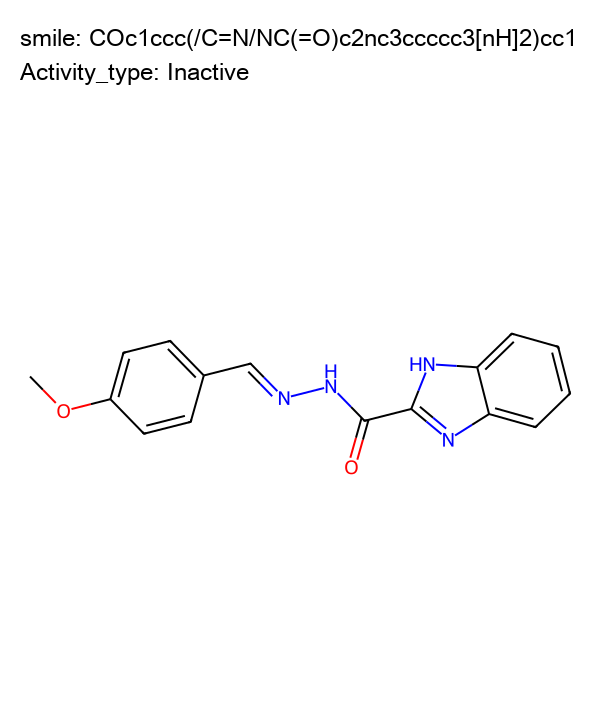 smile: COc1ccc(/C=N/NC(=O)c2nc3ccccc3[nH]2)cc1
Activity_type: Inactive
HN
H
N
N
O
N
O